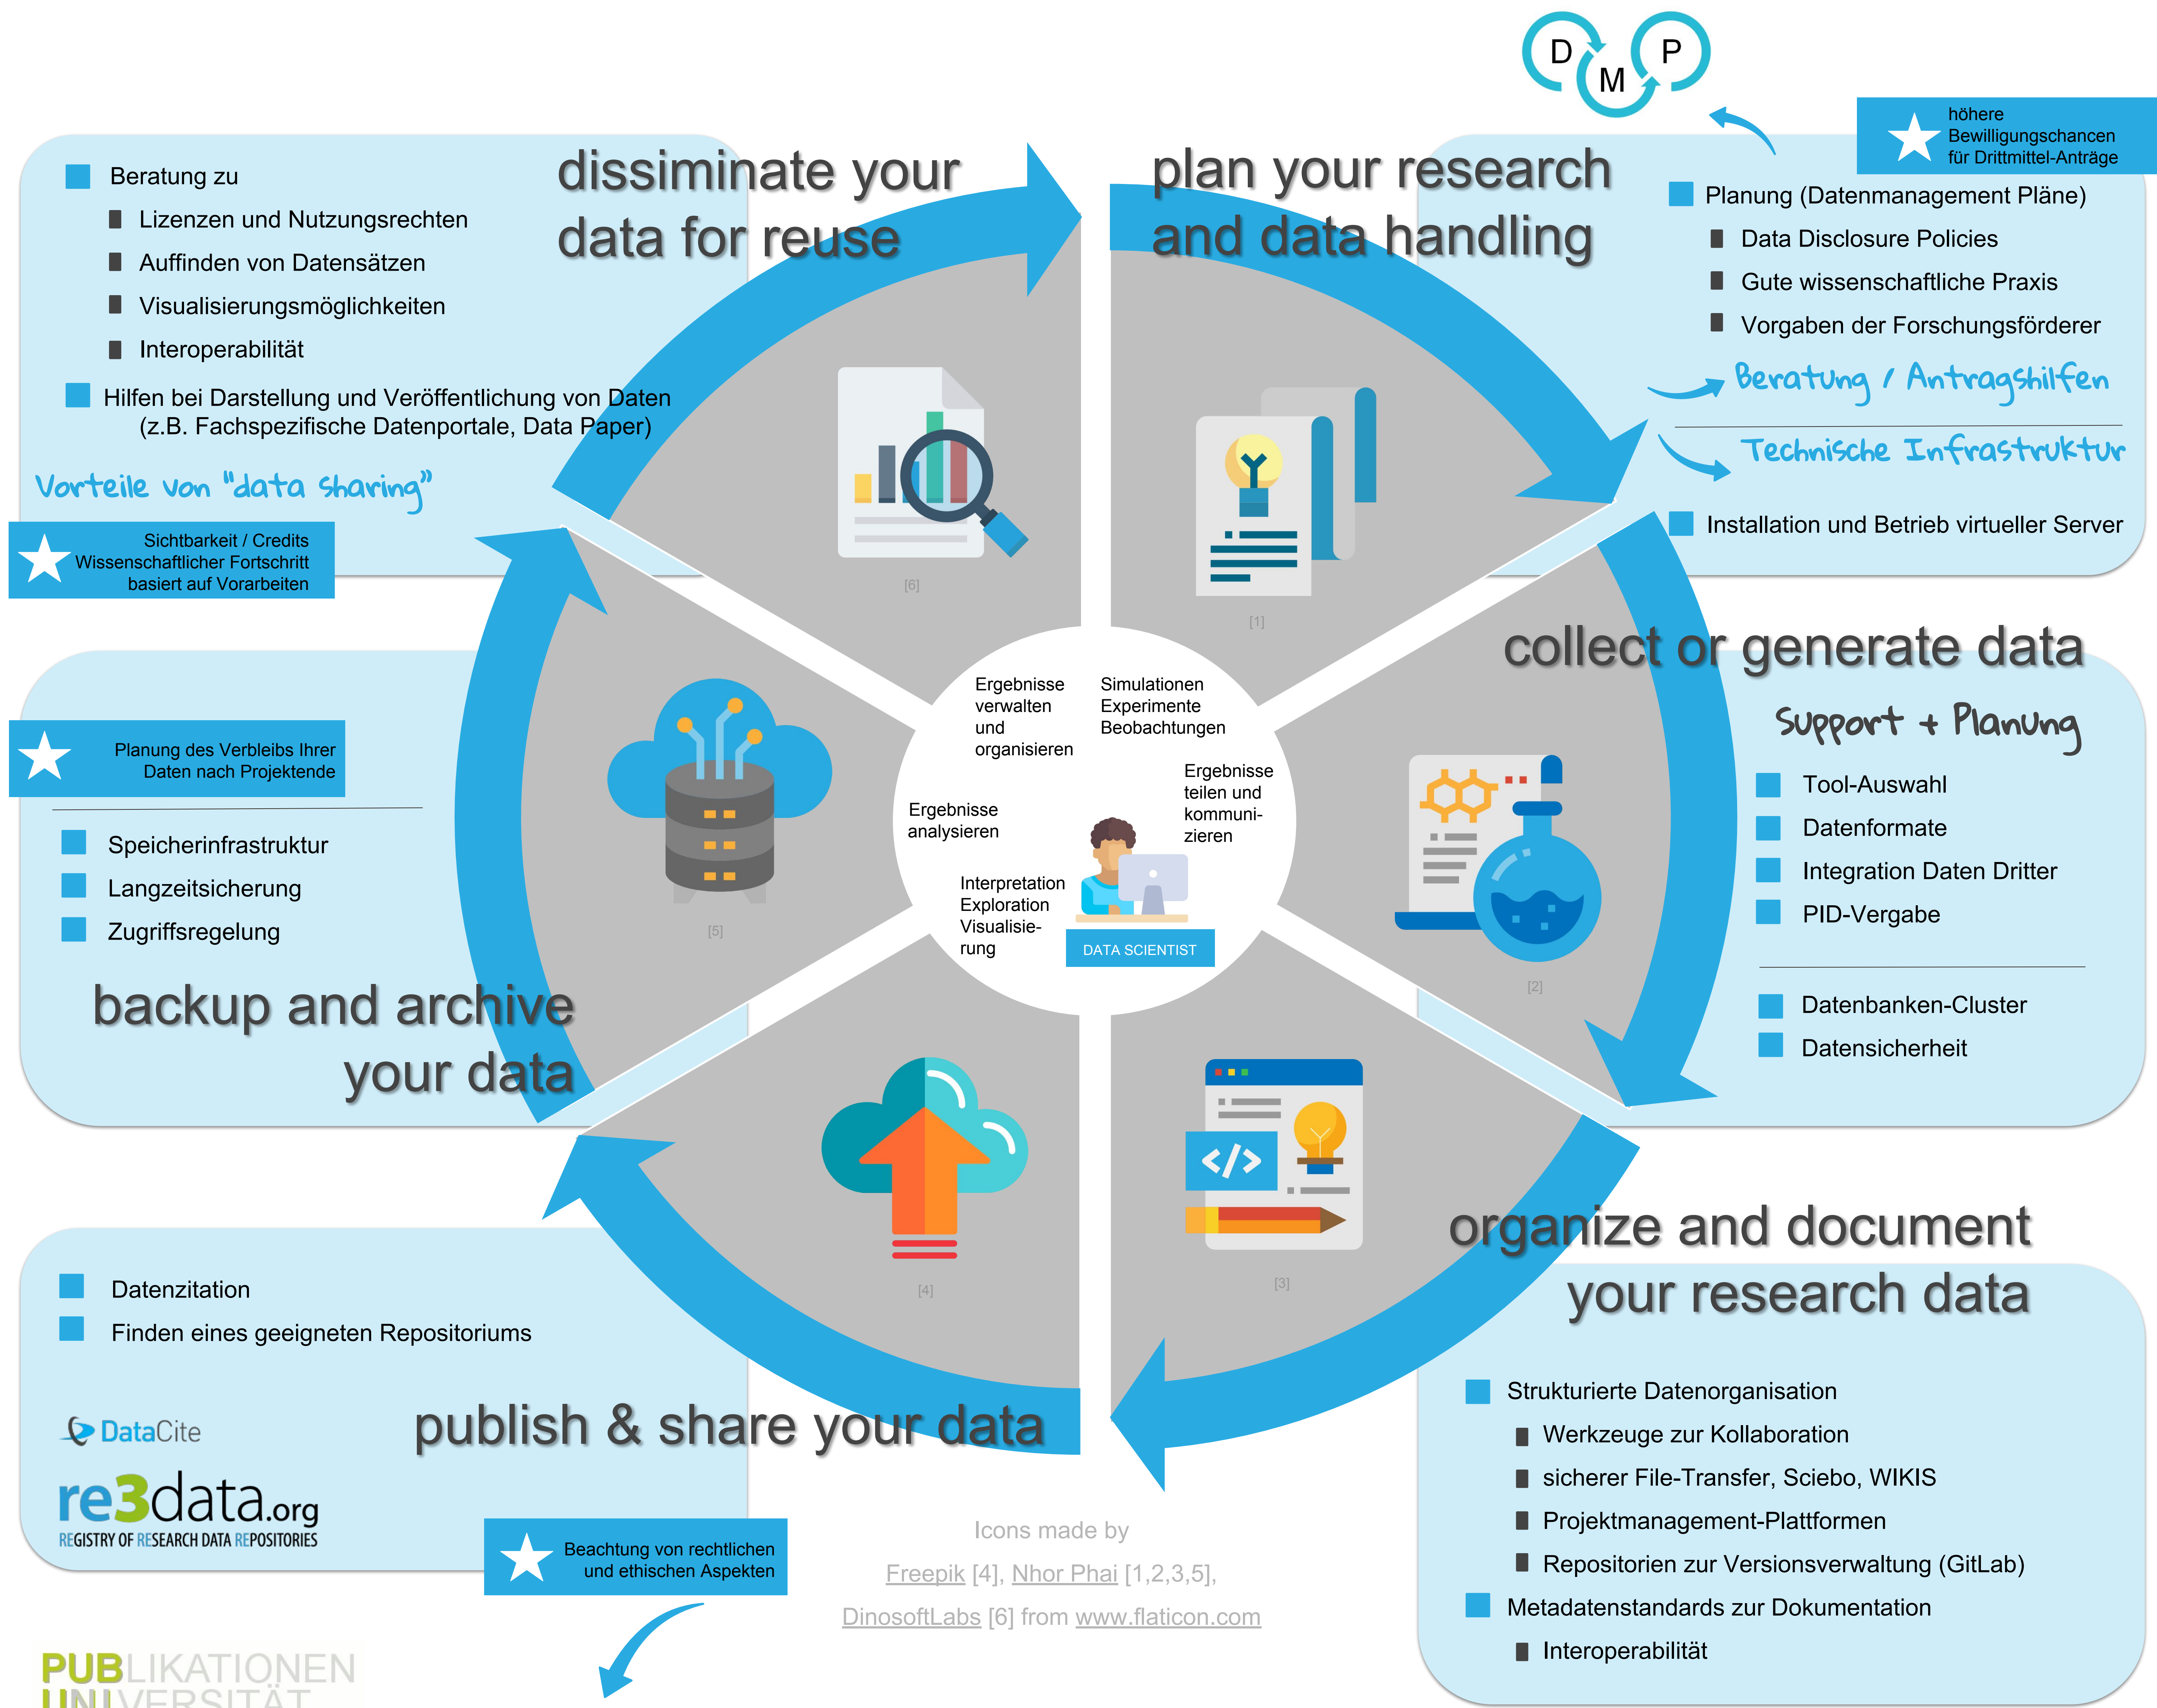 D
M
P
höhere
Bewilligungschancen
für Drittmittel-Anträge
dissiminate your
data for reuse
Beratung zu
Lizenzen und Nutzungsrechten
Auffinden von Datensätzen
Visualisierungsmöglichkeiten
Interoperabilität
Hilfen bei Darstellung und Veröffentlichung von Daten
(z.B. Fachspezifische Datenportale, Data Paper)
Vorteile von "data sharing"
Sichtbarkeit / Credits
Wissenschaftlicher Fortschritt
basiert auf Vorarbeiten
[6]
plan your research
and data handling
Planung (Datenmanagement Pläne)
Data Disclosure Policies
Gute wissenschaftliche Praxis
Vorgaben der Forschungsförderer
Beratung / Antragshilfen
Technische Infrastruktur
Installation und Betrieb virtueller Server
[1]
collect or generate data
Support + Planung
Tool-Auswahl
Datenformate
Integration Daten Dritter
PID-Vergabe
Datenbanken-Cluster
Datensicherheit
[2]
Ergebnisse
verwalten
und
organisieren
Simulationen
Experimente
Beobachtungen
Ergebnisse
teilen und
kommuni-
zieren
Ergebnisse
analysieren
Interpretation
Exploration
Visualisie-
rung
DATA SCIENTIST
Planung des Verbleibs Ihrer
Daten nach Projektende
Speicherinfrastruktur
Langzeitsicherung
Zugriffsregelung
backup and archive
your data
[5]
</>
[3]
organize and document
your research data
Strukturierte Datenorganisation
Werkzeuge zur Kollaboration
sicherer File-Transfer, Sciebo, WIKIS
Projektmanagement-Plattformen
Repositorien zur Versionsverwaltung (GitLab)
Metadatenstandards zur Dokumentation
Interoperabilität
[4]
Datenzitation
Finden eines geeigneten Repositoriums
publish & share your data
DataCite
re3data.org
REGISTRY OF RESEARCH DATA REPOSITORIES
Beachtung von rechtlichen
und ethischen Aspekten
Icons made by
Freepik [4], Nhor Phai [1,2,3,5],
DinosoftLabs [6] from www.flaticon.com
PUBLIKATIONEN
UNIVERSITÄT